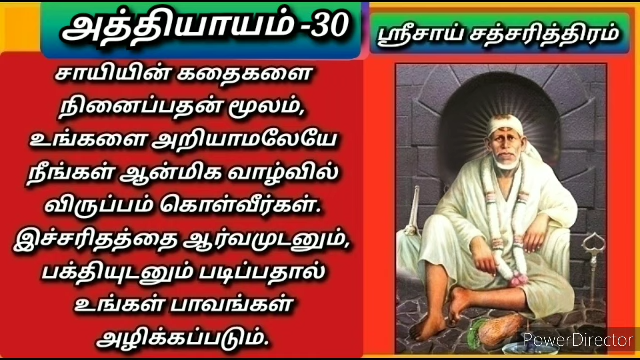 அத்தியாயம் -30
ஸ்ரீசாய் சத்சரித்திரம்
சாயியின் கதைகளை
நினைப்பதன் மூலம்,
உங்களை அறியாமலேயே
நீங்கள் ஆன்மிக வாழ்வில்
விருப்பம் கொள்வீர்கள்.
இச்சரிதத்தை ஆர்வமுடனும்,
பக்தியுடனும் படிப்பதால்
உங்கள் பாவங்கள்
அழிக்கப்படும்.
PowerDirector